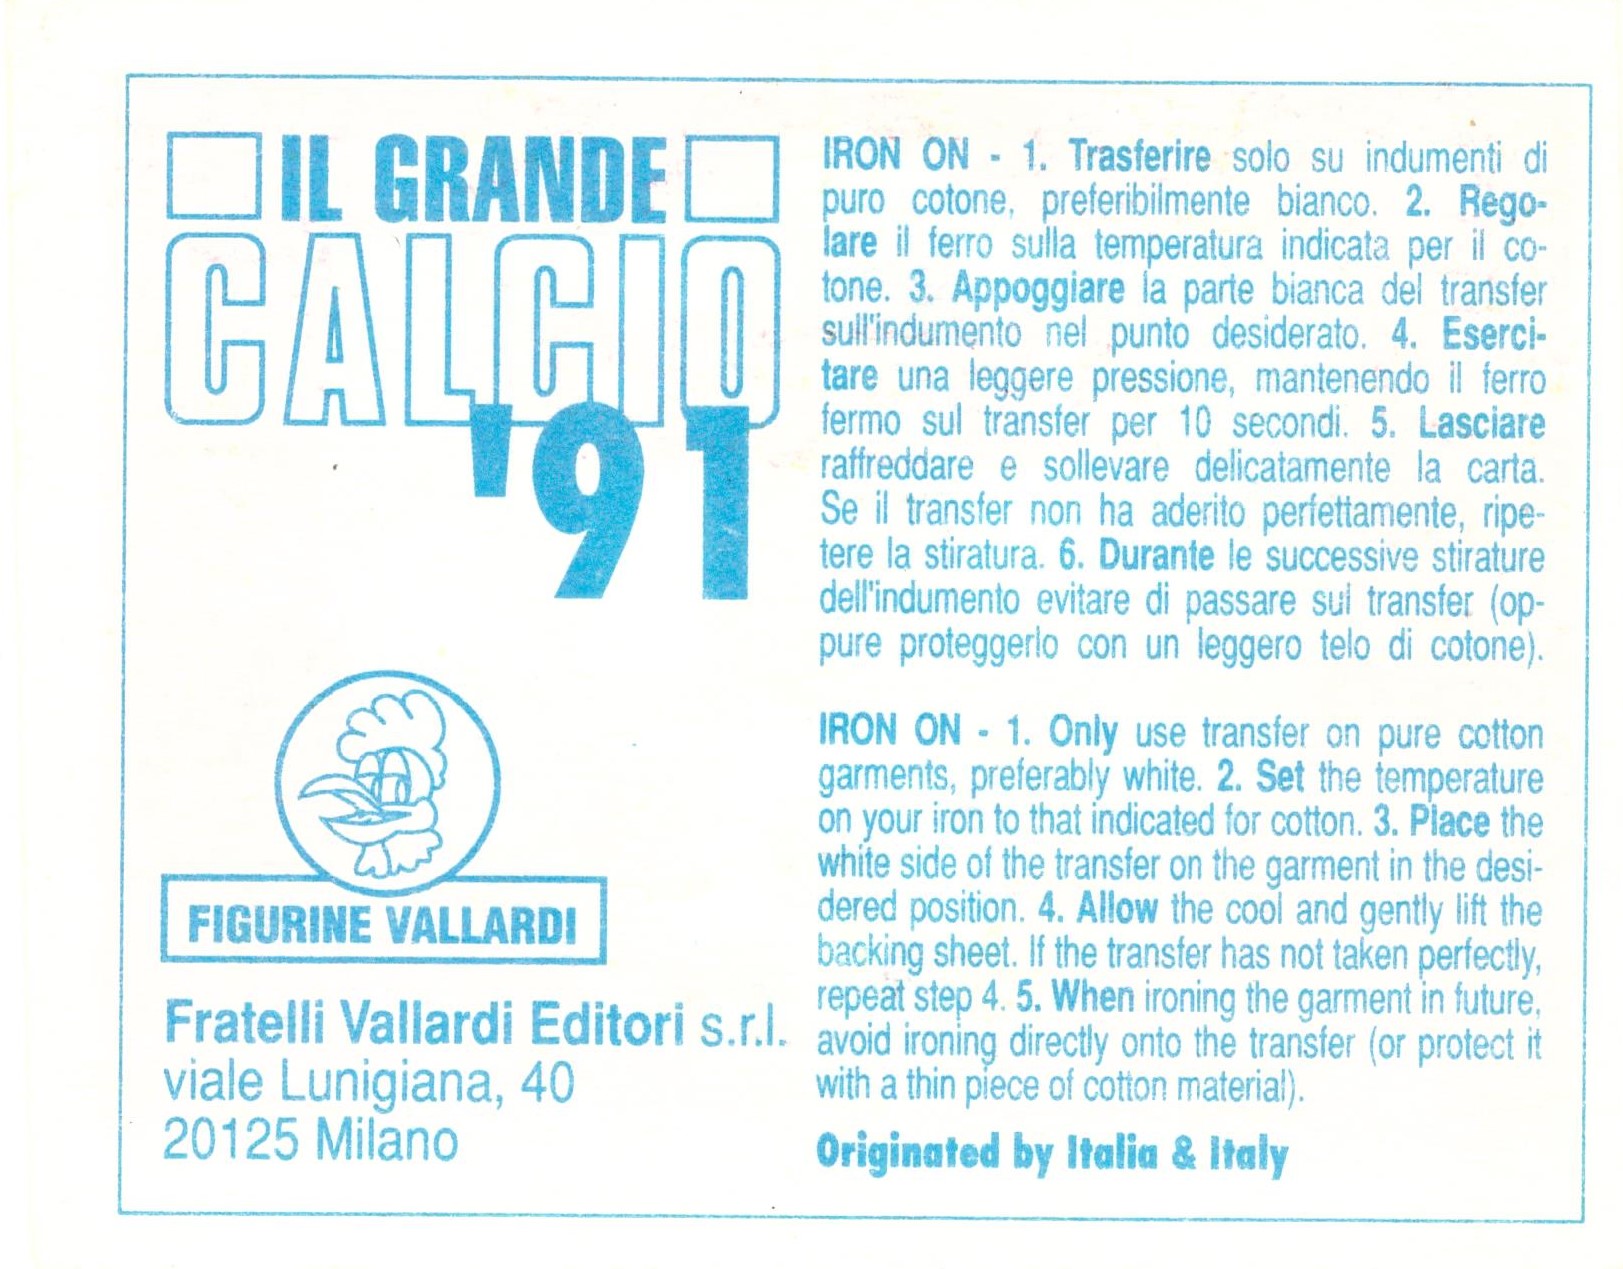 IL GRANDE
CALCIO
'91
FIGURINE VALLARDI
Fratelli Vallardi Editori s.r.l.
viale Lunigiana, 40
20125 Milano
IRON ON - 1. Trasferire solo su indumenti di
puro cotone, preferibilmente bianco. 2. Rego-
lare il ferro sulla temperatura indicata per il co-
tone. 3. Appoggiare la parte bianca del transfer
sull'indumento nel punto desiderato. 4. Eserci-
tare una leggere pressione, mantenendo il ferro
fermo sul transfer per 10 secondi. 5. Lasciare
raffreddare e sollevare delicatamente la carta.
Se il transfer non ha aderito perfettamente, ripe-
tere la stiratura. 6. Durante le successive stirature
dell'indumento evitare di passare sul transfer (op-
pure proteggerlo con un leggero telo di cotone).
IRON ON - 1. Only use transfer on pure cotton
garments, preferably white. 2. Set the temperature
on your iron to that indicated for cotton. 3. Place the
white side of the transfer on the garment in the desi-
dered position. 4. Allow the cool and gently lift the
backing sheet. If the transfer has not taken perfectly,
repeat step 4. 5. When ironing the garment in future,
avoid ironing directly onto the transfer (or protect it
with a thin piece of cotton material).
Originated by Italia & Italy